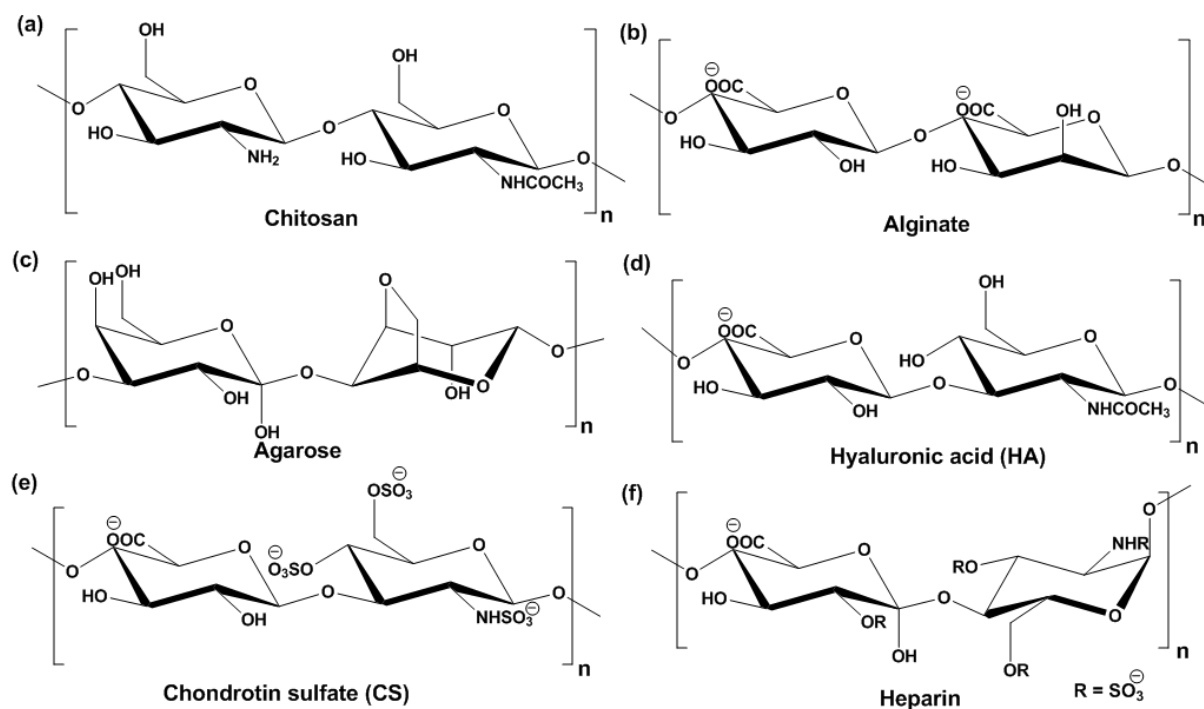 (a)
OH
OH
O
O
O
O
O
HO
NH₂
HO
NHCOCH₃
n
Chitosan
(b)
⊖
OOC
O
⊖
OOC
OH
O
O
O
O
HO
OH
HO
n
Alginate
(c)
OH
OH
O
O
O
O
O
O
OH
OH
OH
n
Agarose
(d)
OH
⊖
OOC
O
O
O
HO
O
O
HO
OH
NHCOCH₃
n
Hyaluronic acid (HA)
(e)
⊖
OSO₃
⊖
OOC
O
⊖
O₃SO
O
O
O
O
HO
OH
NHSO₃⊖
n
Chondrotin sulfate (CS)
(f)
O
⊖
OOC
O
NHR
RO
O
HO
O
O
OR
OH
OR
n
Heparin
R = SO₃⊖